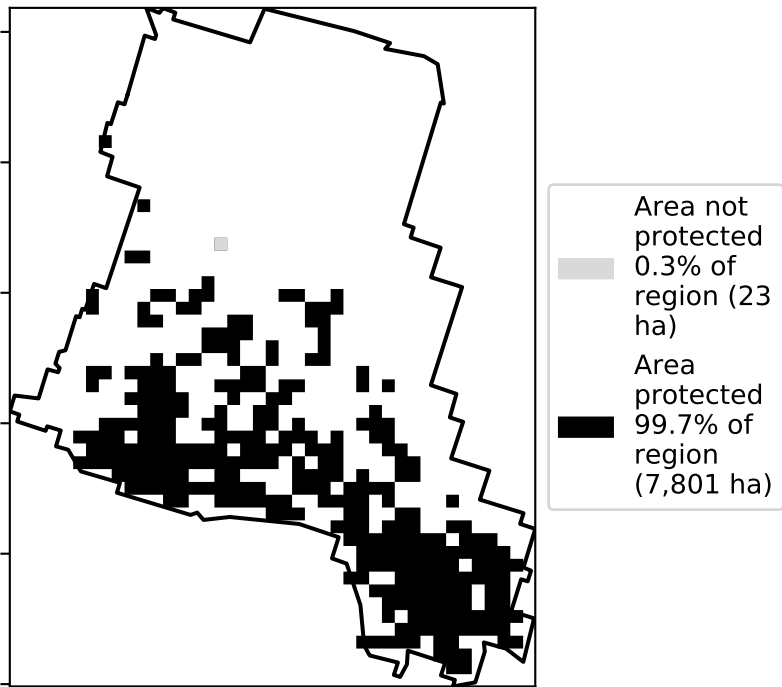 Area not
protected
0.3% of
region (23
ha)
Area
protected
99.7% of
region
(7,801 ha)